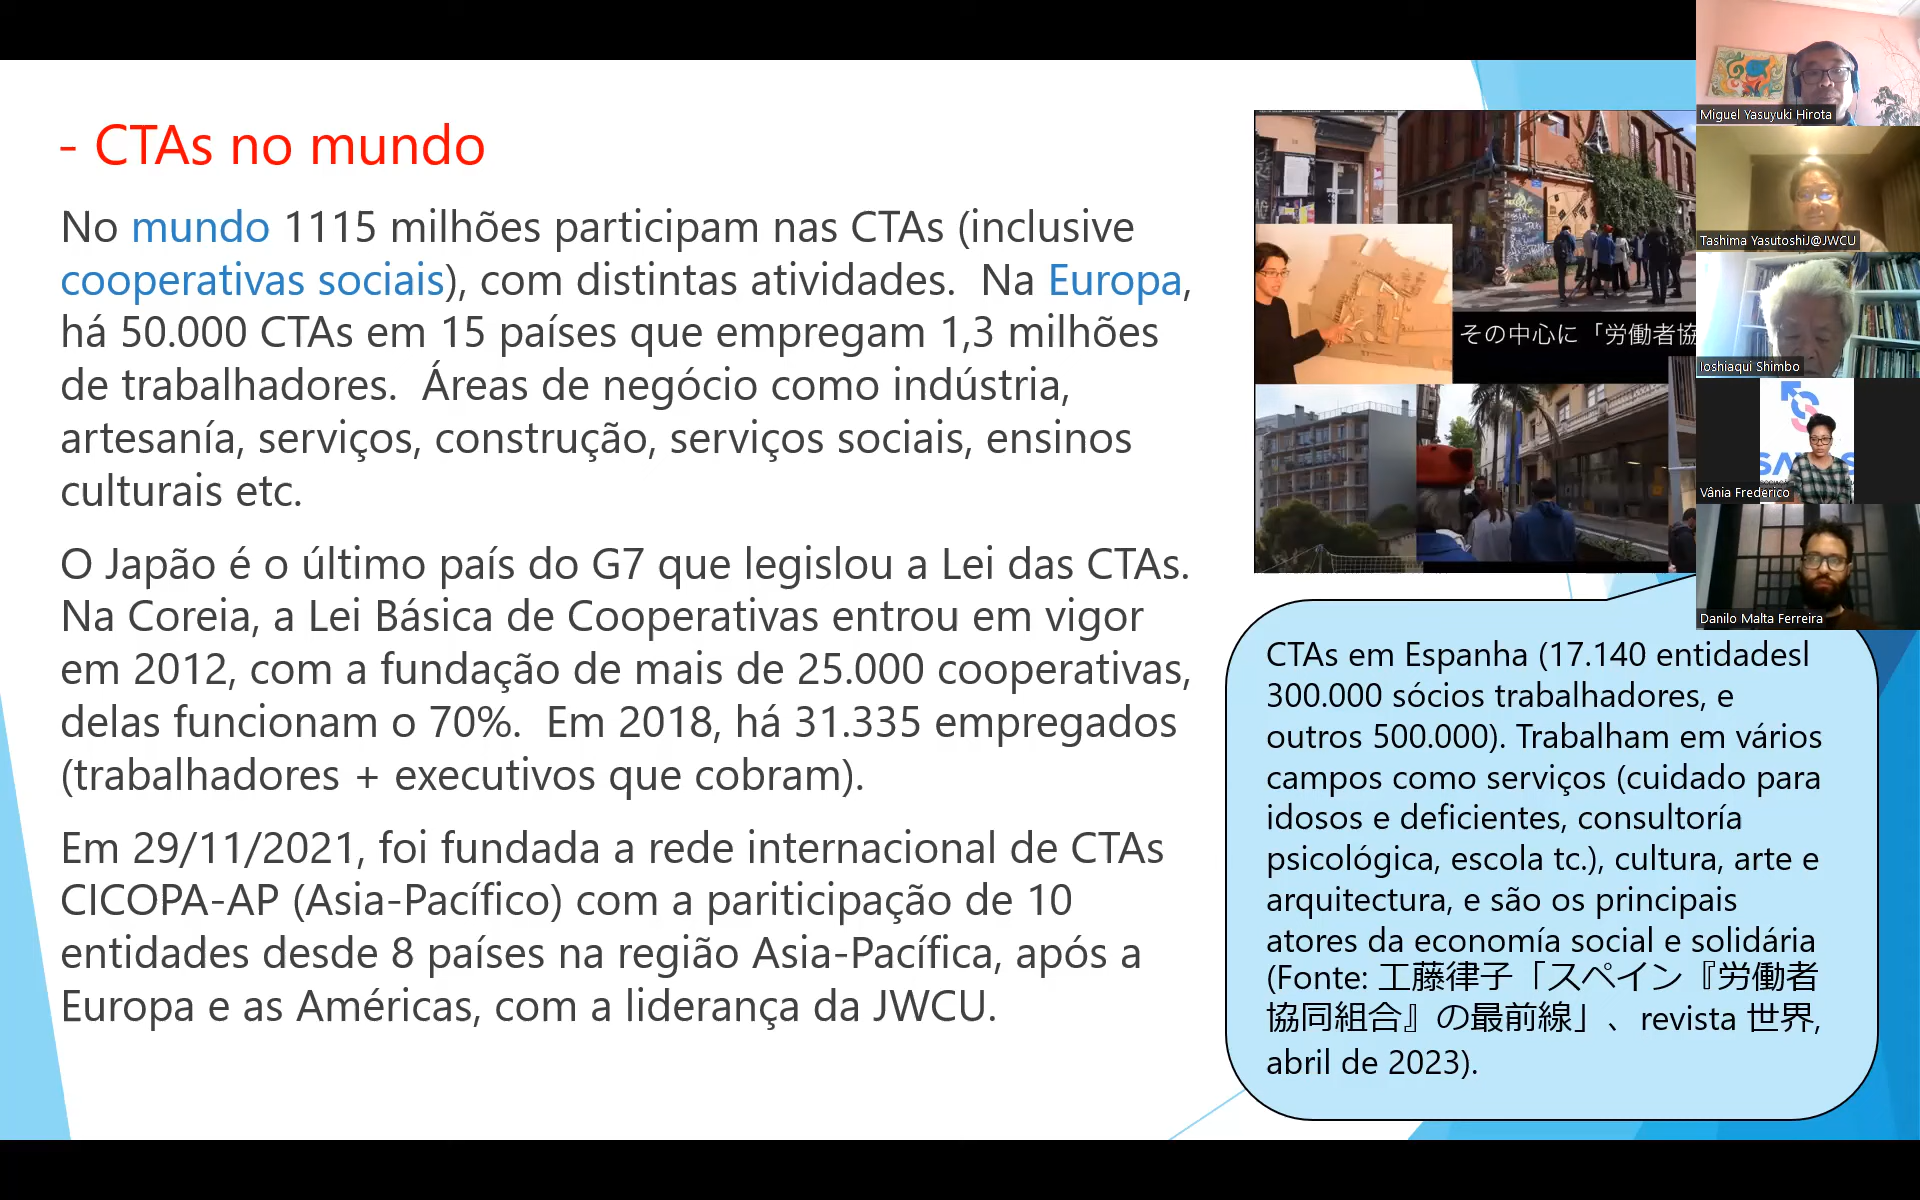 - CTAs no mundo
No mundo 1115 milhões participam nas CTAs (inclusive
cooperativas sociais), com distintas atividades.  Na Europa,
há 50.000 CTAs em 15 países que empregam 1,3 milhões
de trabalhadores.  Áreas de negócio como indústria,
artesanía, serviços, construção, serviços sociais, ensinos
culturais etc.
O Japão é o último país do G7 que legislou a Lei das CTAs.
Na Coreia, a Lei Básica de Cooperativas entrou em vigor
em 2012, com a fundação de mais de 25.000 cooperativas,
delas funcionam o 70%.  Em 2018, há 31.335 empregados
(trabalhadores + executivos que cobram).
Em 29/11/2021, foi fundada a rede internacional de CTAs
CICOPA-AP (Asia-Pacífico) com a pariticipação de 10
entidades desde 8 países na região Asia-Pacífica, após a
Europa e as Américas, com a liderança da JWCU.
その中心に「労働者協
CTAs em Espanha (17.140 entidadesl
300.000 sócios trabalhadores, e
outros 500.000). Trabalham em vários
campos como serviços (cuidado para
idosos e deficientes, consultoría
psicológica, escola tc.), cultura, arte e
arquitectura, e são os principais
atores da economía social e solidária
(Fonte: 工藤律子「スペイン『労働者
協同組合』の最前線」、revista 世界,
abril de 2023).
Miguel Yasuyuki Hirota
Tashima YasutoshiJ@JWCU
Ioshiaqui Shimbo
Vânia Frederico
Danilo Malta Ferreira